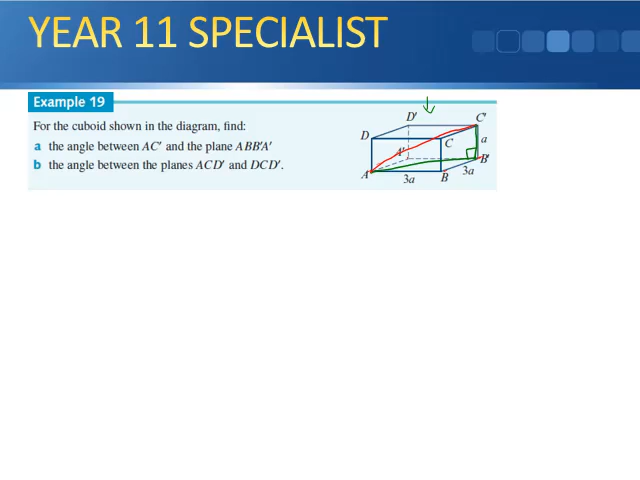 YEAR 11 SPECIALIST
Example 19
For the cuboid shown in the diagram, find:
a the angle between AC′ and the plane ABB′A′
b the angle between the planes ACD′ and DCD′.
D′
C′
D
C
a
A′
B′
A
3a
B
3a